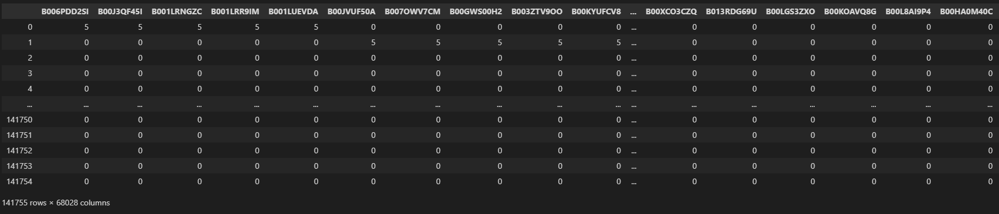 B006PDD2SI B00J3QF45I B001LRNGZC B001LRR9IM B001LUEVDA B00JVUF50A B007OWV7CM B00GWS00H2 B003ZTV9OO B00KYUFCV8 ... B00XCO3CZQ B013RDG69U B00LGS3ZXO B00KOAVQ8G B00L8AI9P4 B00HA0M40C
0 5 5 5 5 5 0 0 0 0 0 ... 0 0 0 0 0 0
1 0 0 0 0 0 5 5 5 5 5 ... 0 0 0 0 0 0
2 0 0 0 0 0 0 0 0 0 0 ... 0 0 0 0 0 0
3 0 0 0 0 0 0 0 0 0 0 ... 0 0 0 0 0 0
4 0 0 0 0 0 0 0 0 0 0 ... 0 0 0 0 0 0
... ... ... ... ... ... ... ... ... ... ... ... ... ... ... ... ... ...
141750 0 0 0 0 0 0 0 0 0 0 ... 0 0 0 0 0 0
141751 0 0 0 0 0 0 0 0 0 0 ... 0 0 0 0 0 0
141752 0 0 0 0 0 0 0 0 0 0 ... 0 0 0 0 0 0
141753 0 0 0 0 0 0 0 0 0 0 ... 0 0 0 0 0 0
141754 0 0 0 0 0 0 0 0 0 0 ... 0 0 0 0 0 0
141755 rows × 68028 columns